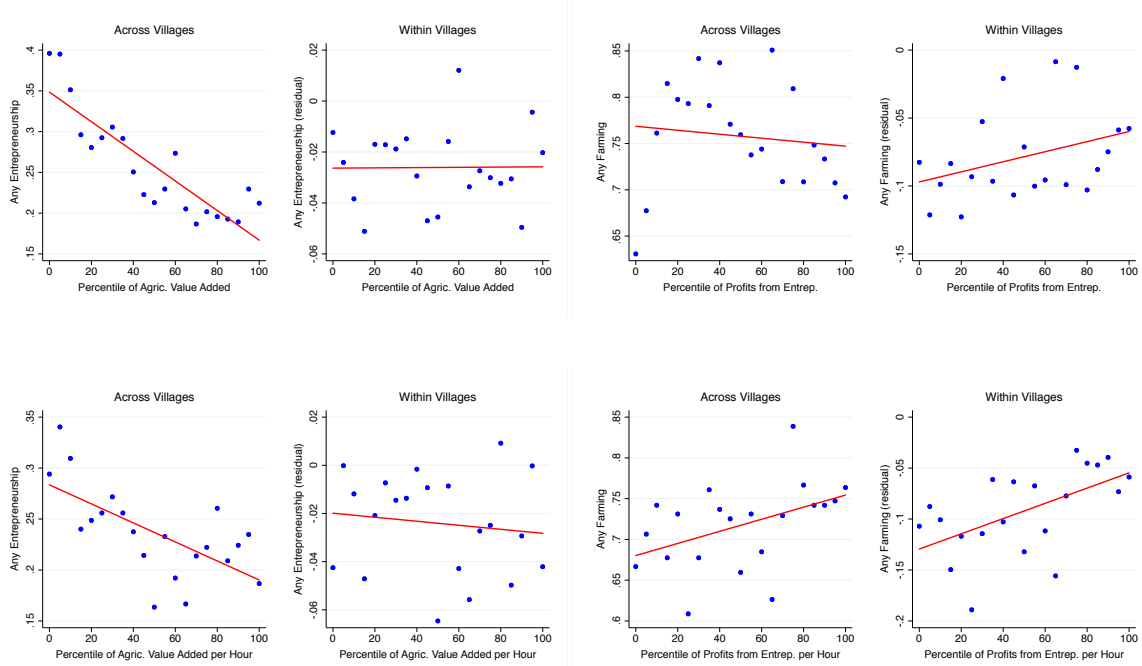 Across Villages
Any Entrepreneurship
.4
.35
.3
.25
.2
.15
0 20 40 60 80 100
Percentile of Agric. Value Added
Within Villages
Any Entrepreneurship (residual)
.02
0
-.02
-.04
-.06
0 20 40 60 80 100
Percentile of Agric. Value Added
Across Villages
Any Farming
.85
.8
.75
.7
.65
0 20 40 60 80 100
Percentile of Profits from Entrep.
Within Villages
Any Farming (residual)
0
-.05
-.1
-.15
0 20 40 60 80 100
Percentile of Profits from Entrep.
Across Villages
Any Entrepreneurship
.35
.3
.25
.2
.15
0 20 40 60 80 100
Percentile of Agric. Value Added per Hour
Within Villages
Any Entrepreneurship (residual)
.02
0
-.02
-.04
-.06
0 20 40 60 80 100
Percentile of Agric. Value Added per Hour
Across Villages
Any Farming
.85
.8
.75
.7
.65
.6
0 20 40 60 80 100
Percentile of Profits from Entrep. per Hour
Within Villages
Any Farming (residual)
0
-.05
-.1
-.15
-.2
0 20 40 60 80 100
Percentile of Profits from Entrep. per Hour